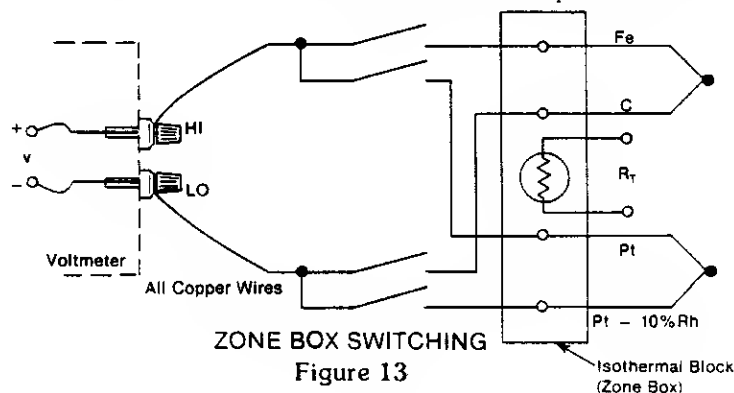 Fe
HI
C
+
v
R_T
–
LO
Voltmeter
Pt
All Copper Wires
Pt – 10%Rh
ZONE BOX SWITCHING
Figure 13
Isothermal Block
(Zone Box)